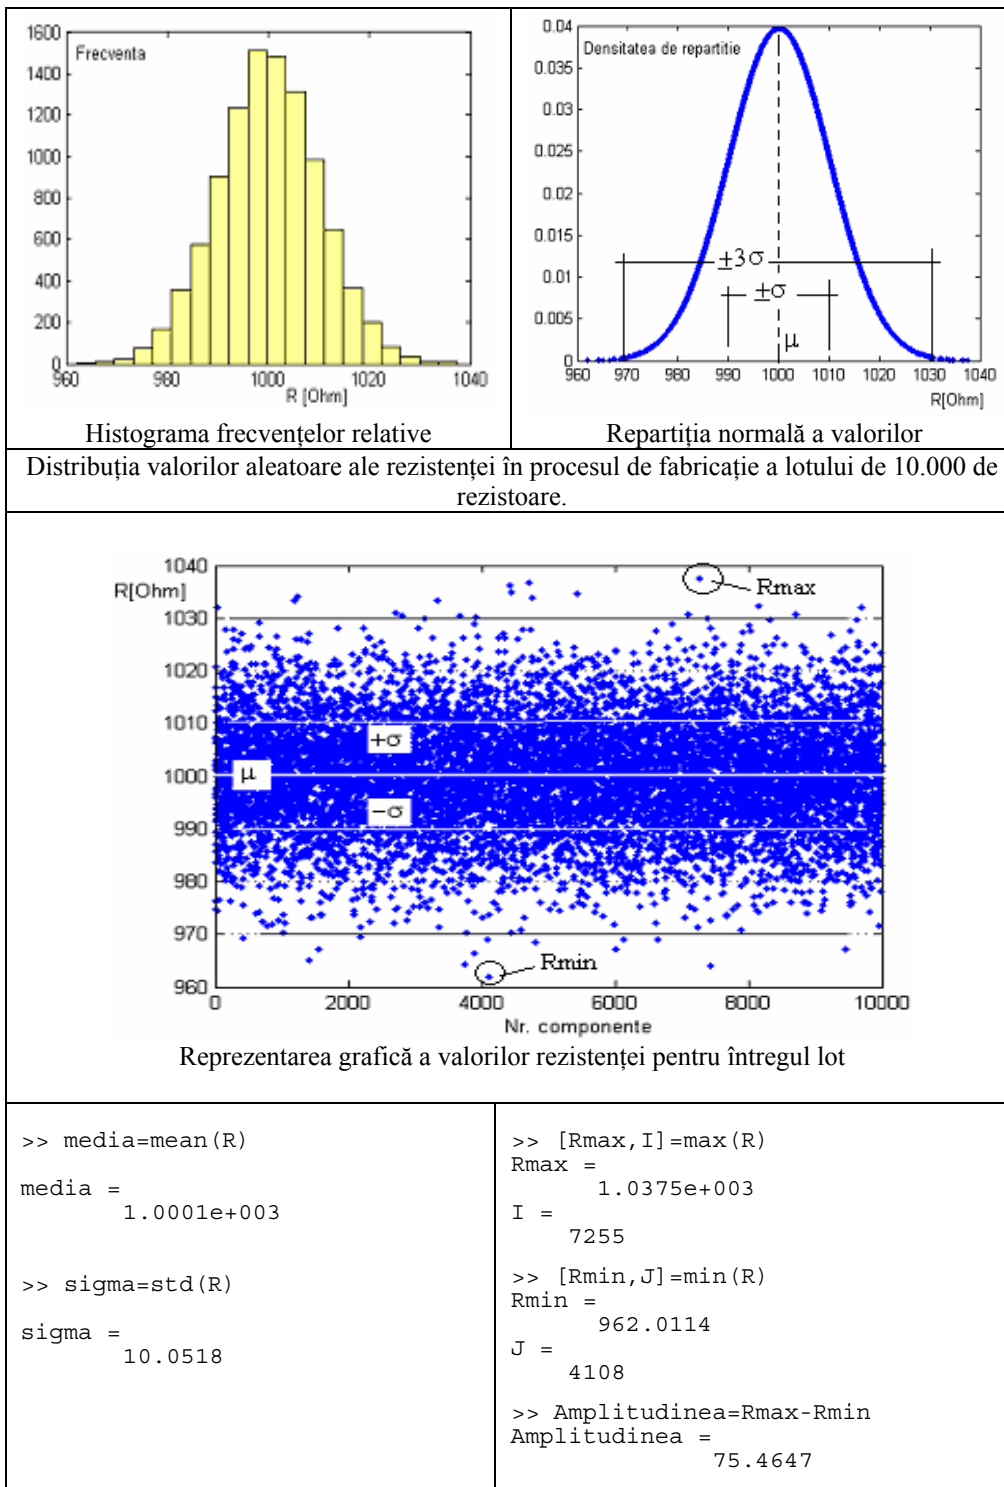 1600
1400
1200
1000
800
600
400
200
0
Frecventa
960 980 1000 1020 1040
R [Ohm]
Histograma frecvențelor relative
0.04
0.035
0.03
0.025
0.02
0.015
0.01
0.005
0
Densitatea de repartitie
±3σ
±σ
μ
960 970 980 990 1000 1010 1020 1030 1040
R[Ohm]
Repartiția normală a valorilor
Distribuția valorilor aleatoare ale rezistenței în procesul de fabricație a lotului de 10.000 de
rezistoare.
1040
R[Ohm]
1030
1020
1010
1000
990
980
970
960
Rmax
+σ
μ
-σ
Rmin
0 2000 4000 6000 8000 10000
Nr. componente
Reprezentarea grafică a valorilor rezistenței pentru întregul lot
>> media=mean(R)
media =
1.0001e+003
>> sigma=std(R)
sigma =
10.0518
>> [Rmax,I]=max(R)
Rmax =
1.0375e+003
I =
7255
>> [Rmin,J]=min(R)
Rmin =
962.0114
J =
4108
>> Amplitudinea=Rmax-Rmin
Amplitudinea =
75.4647